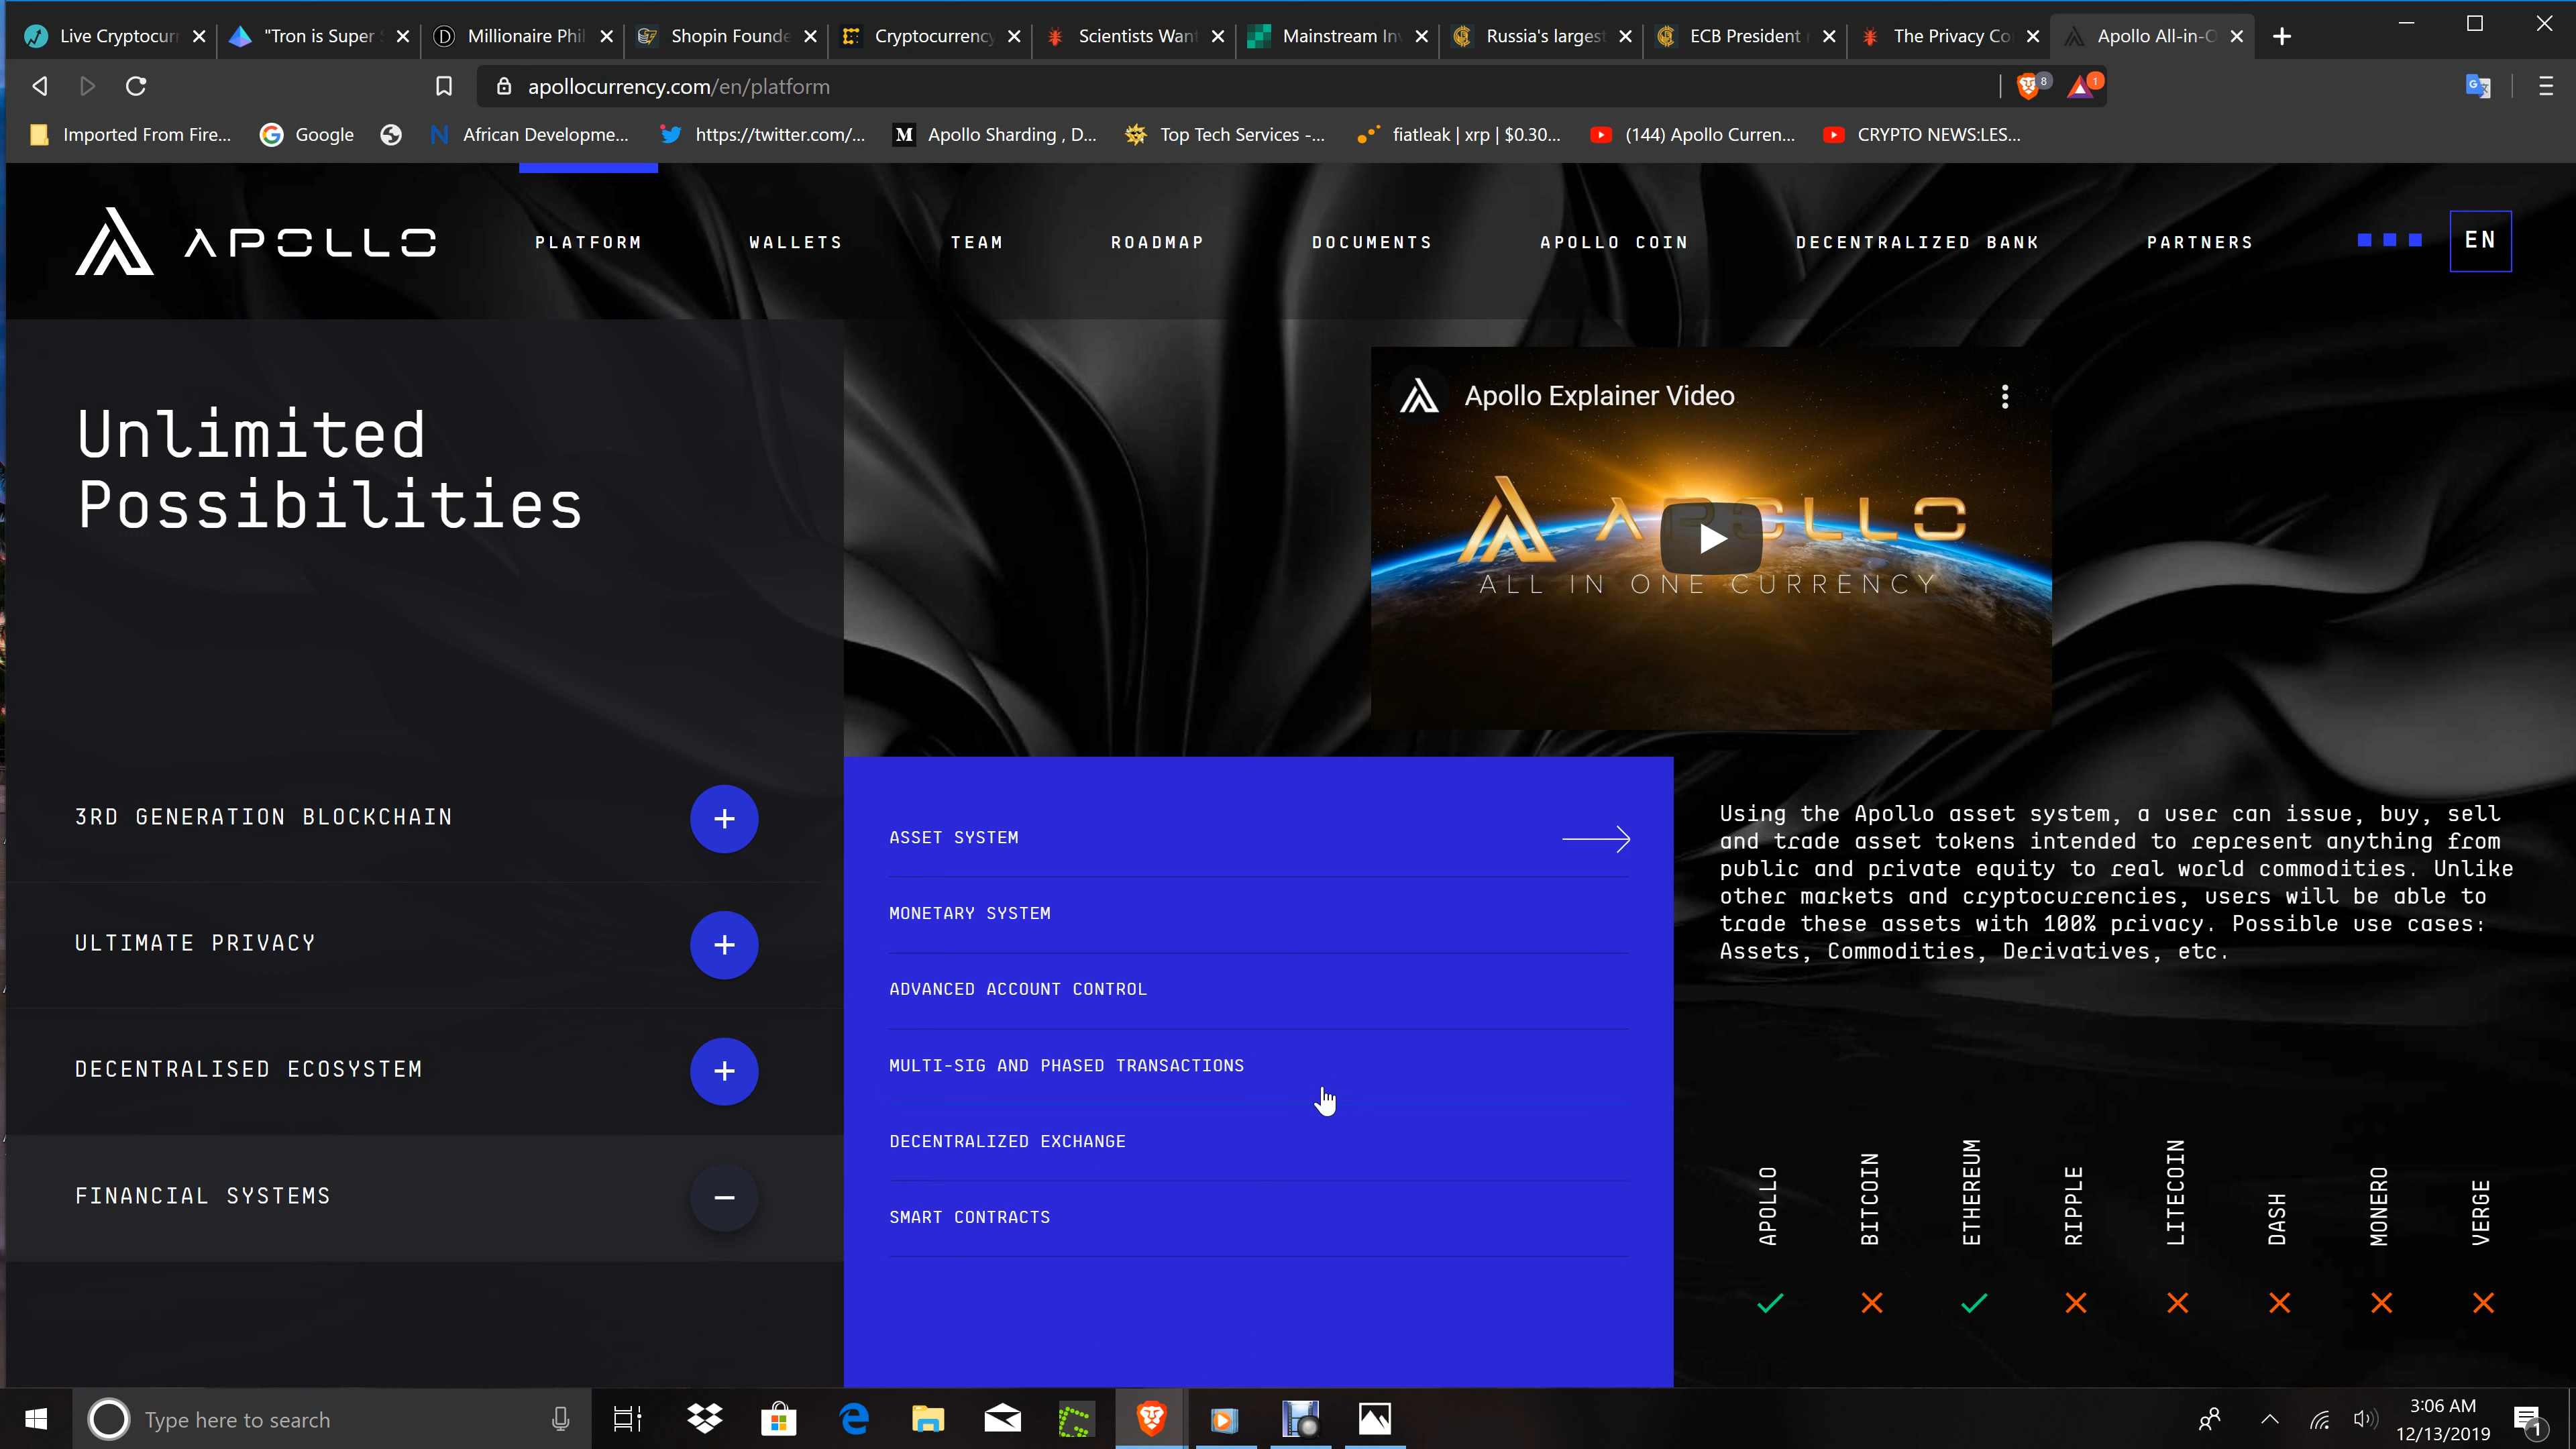 Live Cryptocur
"Tron is Super
Millionaire Phil
Shopin Founde
Cryptocurrency
Scientists Want
Mainstream Inv
Russia's largest
ECB President
The Privacy Co
Apollo All-in-O
apollocurrency.com/en/platform
8
1
Imported From Fire...
Google
African Developme...
https://twitter.com/...
Apollo Sharding , D...
Top Tech Services -...
fiatleak | xrp | $0.30...
(144) Apollo Curren...
CRYPTO NEWS:LES...
APOLLO
PLATFORM
WALLETS
TEAM
ROADMAP
DOCUMENTS
APOLLO COIN
DECENTRALIZED BANK
PARTNERS
EN
Unlimited
Possibilities
Apollo Explainer Video
APOLLO
ALL IN ONE CURRENCY
3RD GENERATION BLOCKCHAIN
ULTIMATE PRIVACY
DECENTRALISED ECOSYSTEM
FINANCIAL SYSTEMS
ASSET SYSTEM
MONETARY SYSTEM
ADVANCED ACCOUNT CONTROL
MULTI-SIG AND PHASED TRANSACTIONS
DECENTRALIZED EXCHANGE
SMART CONTRACTS
Using the Apollo asset system, a user can issue, buy, sell
and trade asset tokens intended to represent anything from
public and private equity to real world commodities. Unlike
other markets and cryptocurrencies, users will be able to
trade these assets with 100% privacy. Possible use cases:
Assets, Commodities, Derivatives, etc.
APOLLO
BITCOIN
ETHEREUM
RIPPLE
LITECOIN
DASH
MONERO
VERGE
Type here to search
3:06 AM
12/13/2019
1